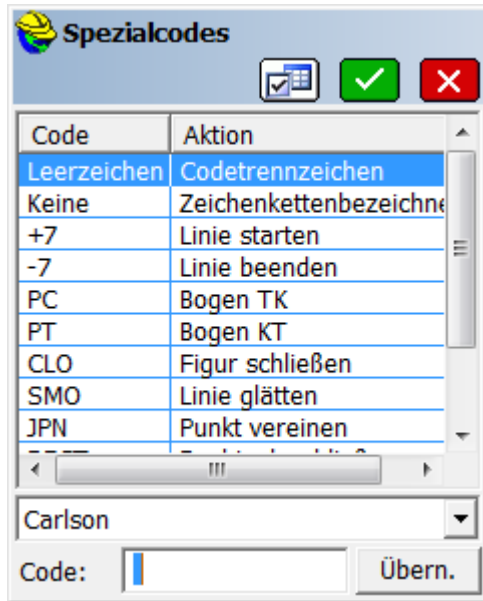 Spezialcodes
Code Aktion
Leerzeichen Codetrennzeichen
Keine Zeichenkettenbezeichne
+7 Linie starten
-7 Linie beenden
PC Bogen TK
PT Bogen KT
CLO Figur schließen
SMO Linie glätten
JPN Punkt vereinen
Carlson
Code: Übern.